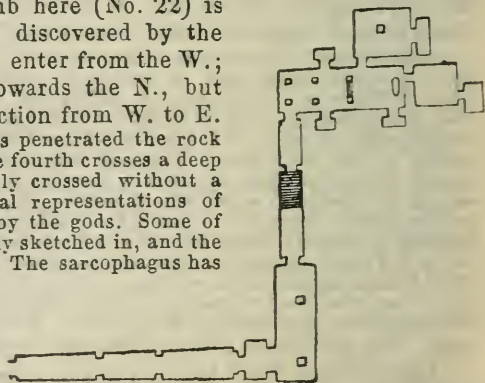 mb here (No. 22) is
discovered by the
enter from the W.;
owards the N., but
ction from W. to E.
s penetrated the rock
e fourth crosses a deep
ly crossed without a
al representations of
by the gods. Some of
y sketched in, and the
The sarcophagus has